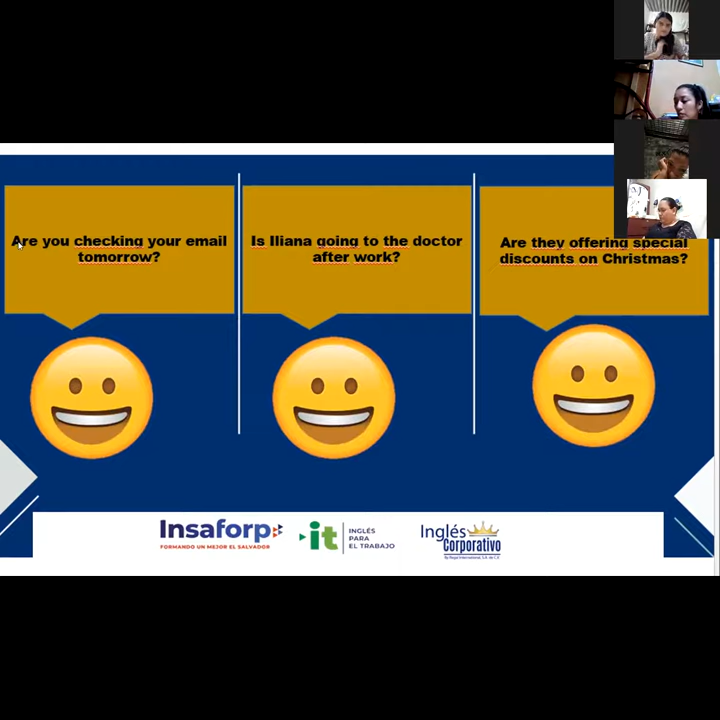 Are you checking your email
tomorrow?
Is Iliana going to the doctor
after work?
Are they offering special
discounts on Christmas?
Insaforp
FORMANDO UN MEJOR EL SALVADOR
it
INGLÉS
PARA
EL TRABAJO
Inglés
Corporativo